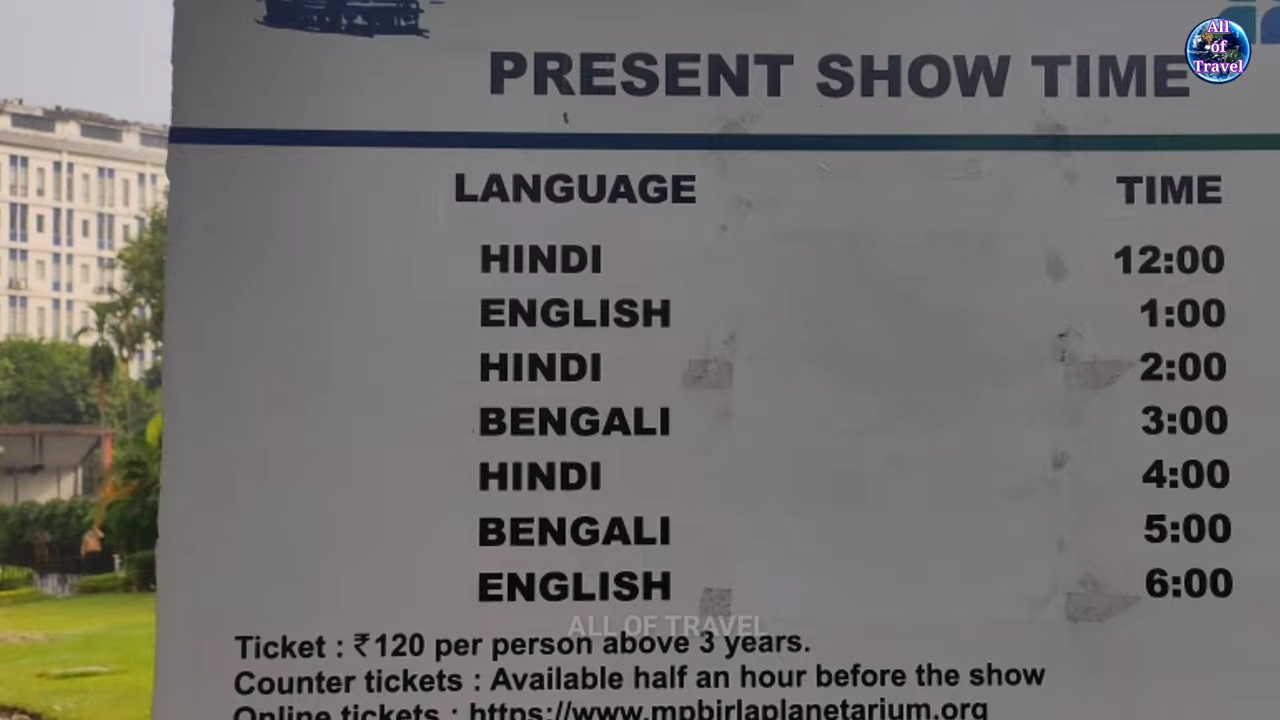 All
of
Travel
PRESENT SHOW TIME
LANGUAGE TIME
HINDI 12:00
ENGLISH 1:00
HINDI 2:00
BENGALI 3:00
HINDI 4:00
BENGALI 5:00
ENGLISH 6:00
ALL OF TRAVEL
Ticket : ₹120 per person above 3 years.
Counter tickets : Available half an hour before the show
Online tickets : https://www.mpbirlaplanetarium.org